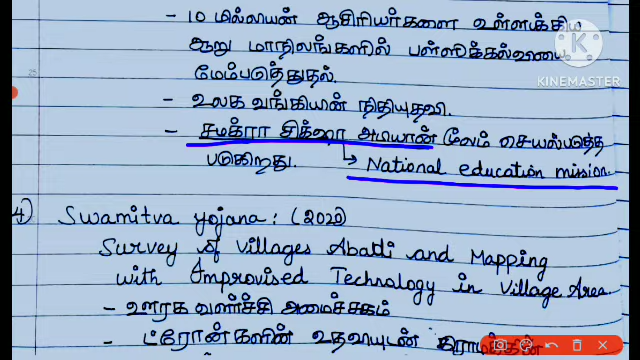 - 10 மில்லியன் ஆசிரியர்களை உள்ளடக்கிய
ஆறு மாநிலங்களில் பள்ளிக்கல்வியை
மேம்படுத்துதல்.
- உலக வங்கியின் நிதியுதவி.
- சமக்ரா சிக்ஷா அபியான் மூலம் செயல்படுத்த
படுகிறது. → National education mission.
4) Swamitva yojana: (2020)
Survey of Villages Abadi and Mapping
with Improvised Technology in Village Area.
- ஊரக வளர்ச்சி அமைச்சகம்
- ட்ரோன்களின் உதவியுடன்
KINEMASTER